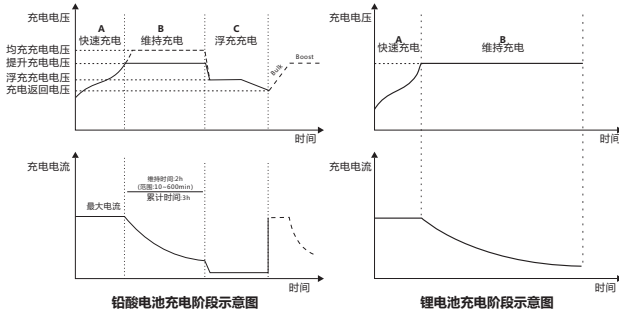 充电电压
A
快速充电
B
维持充电
C
浮充充电
均充充电电压
提升充电电压
浮充充电电压
充电返回电压
Bulk
Boost
时间
充电电流
最大电流
维持时间:2h
(范围:10~600min)
累计时间:3h
时间
铅酸电池充电阶段示意图
充电电压
A
快速充电
B
维持充电
时间
充电电流
时间
锂电池充电阶段示意图